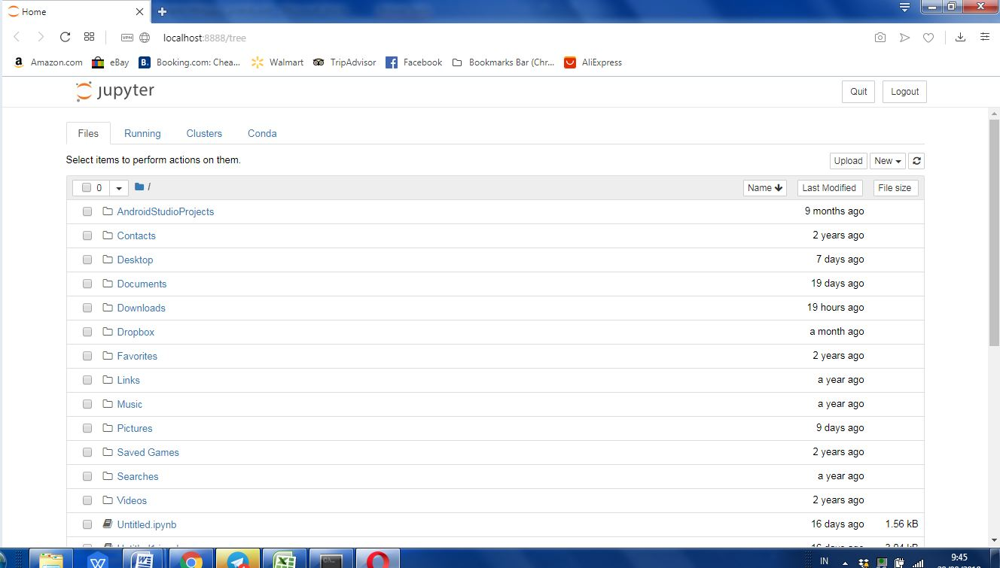 Home
VPN localhost:8888/tree
Amazon.com eBay Booking.com: Chea... Walmart TripAdvisor Facebook Bookmarks Bar (Chr... AliExpress
jupyter Quit Logout
Files Running Clusters Conda
Select items to perform actions on them. Upload New
0 / Name Last Modified File size
AndroidStudioProjects 9 months ago
Contacts 2 years ago
Desktop 7 days ago
Documents 19 days ago
Downloads 19 hours ago
Dropbox a month ago
Favorites 2 years ago
Links a year ago
Music a year ago
Pictures 9 days ago
Saved Games 2 years ago
Searches a year ago
Videos 2 years ago
Untitled.ipynb 16 days ago 1.56 kB
IN 9:45